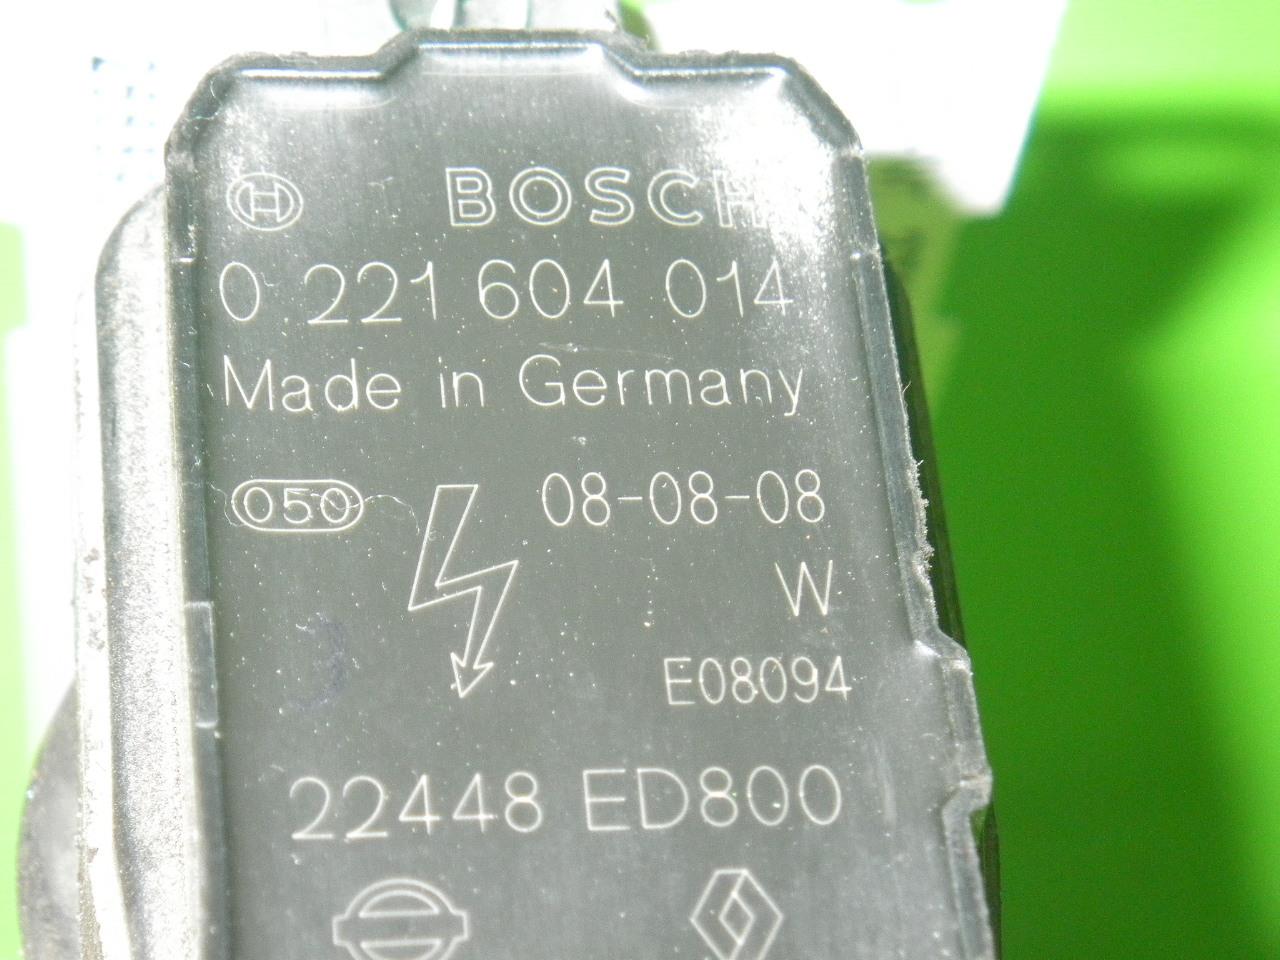 BOSCH
0 221 604 014
Made in Germany
050 08-08-08
W
E08094
22448 ED800